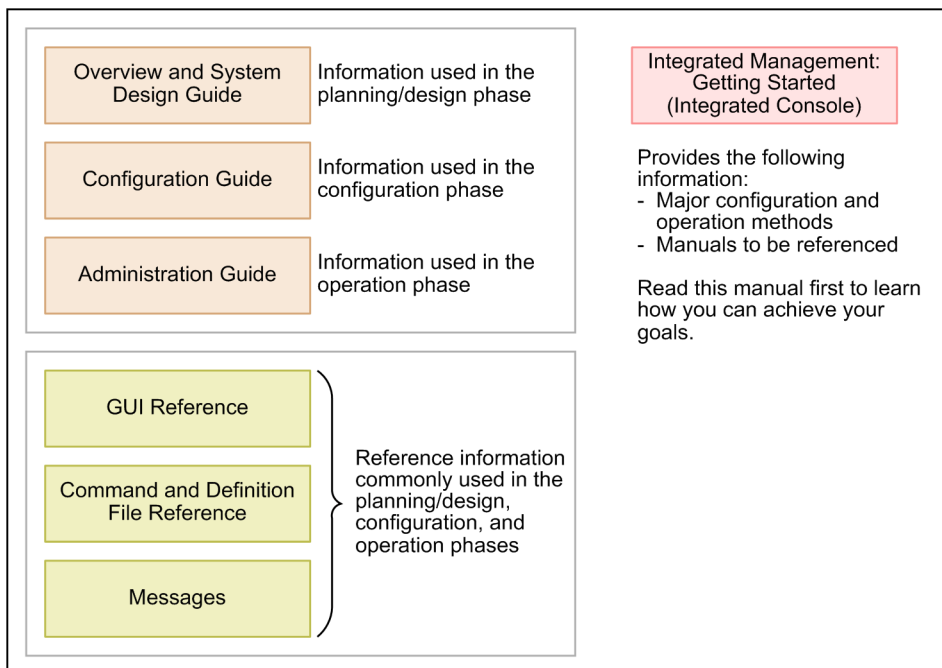 Overview and System
Design Guide
Information used in the
planning/design phase
Configuration Guide
Information used in the
configuration phase
Administration Guide
Information used in the
operation phase
GUI Reference
Command and Definition
File Reference
Messages
Reference information
commonly used in the
planning/design,
configuration, and
operation phases
Integrated Management:
Getting Started
(Integrated Console)
Provides the following
information:
- Major configuration and
operation methods
- Manuals to be referenced
Read this manual first to learn
how you can achieve your
goals.